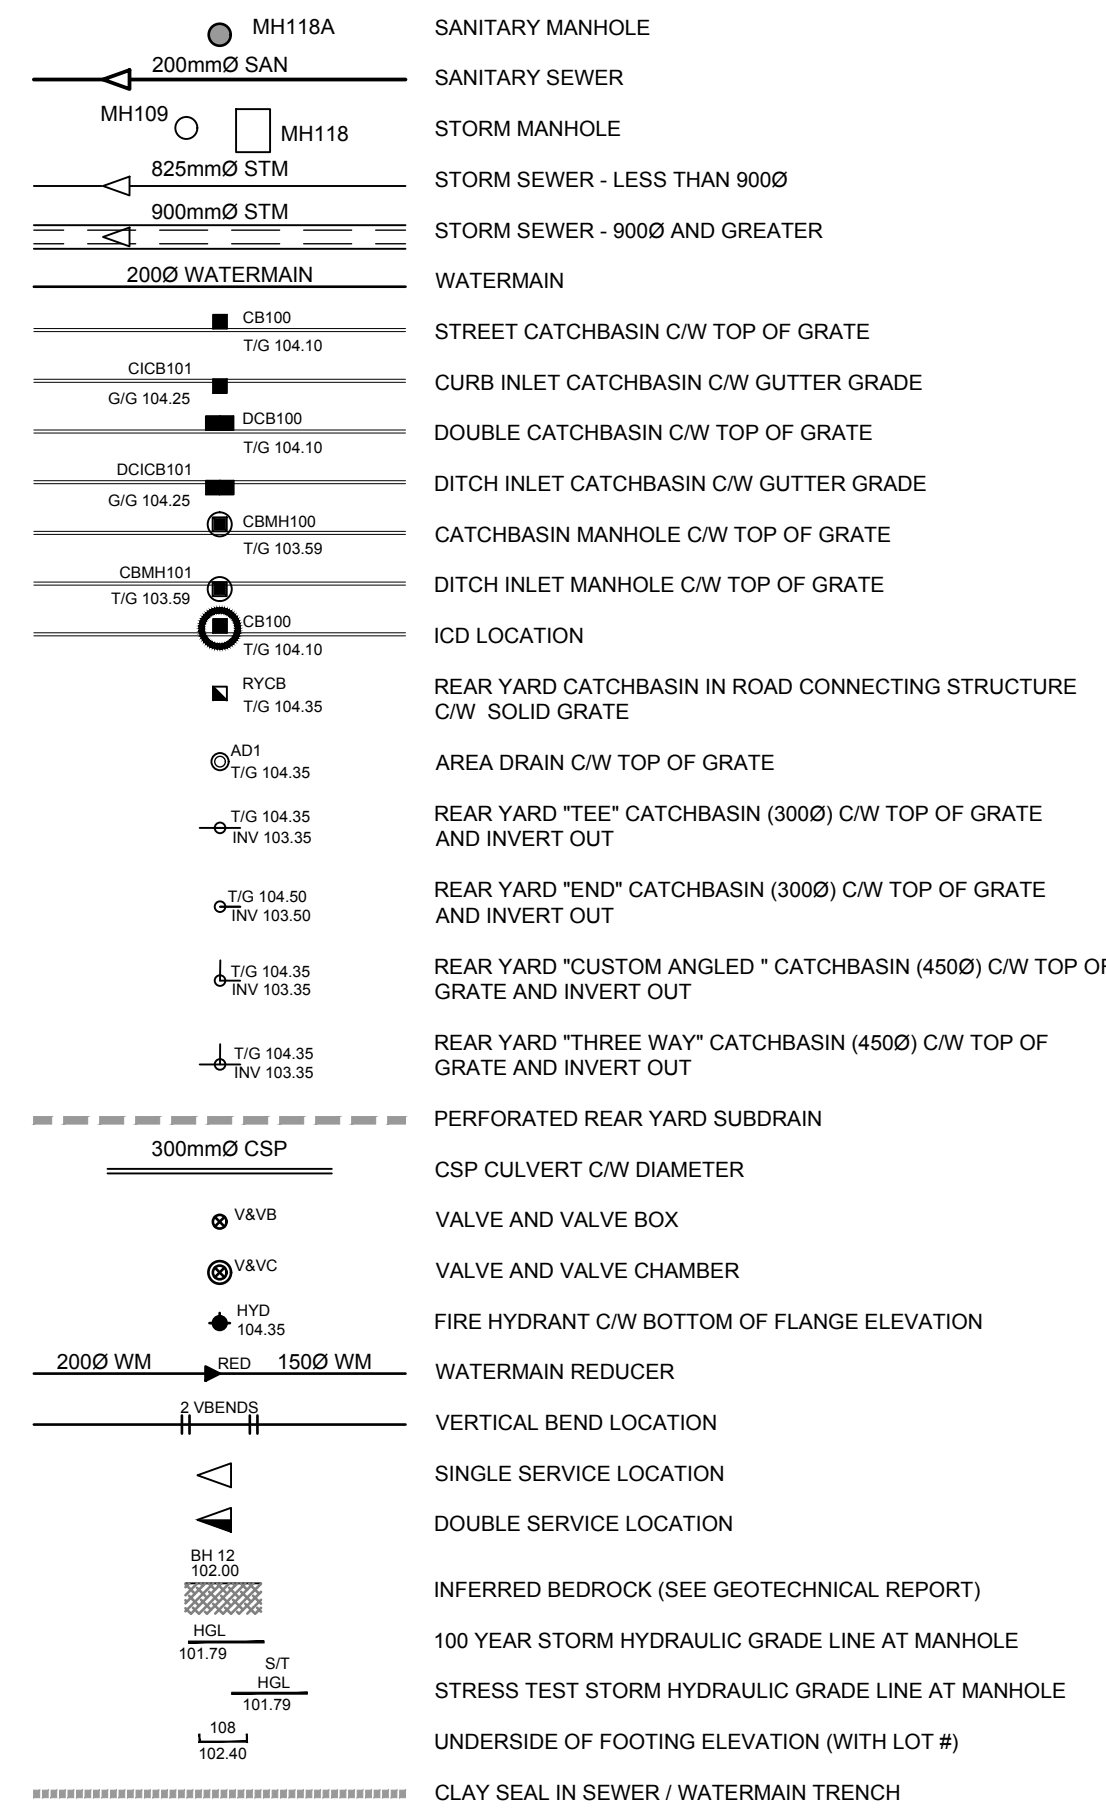 MH118A SANITARY MANHOLE
200mmØ SAN SANITARY SEWER
MH109 MH118 STORM MANHOLE
825mmØ STM STORM SEWER - LESS THAN 900Ø
900mmØ STM STORM SEWER - 900Ø AND GREATER
200Ø WATERMAIN WATERMAIN
CB100
T/G 104.10 STREET CATCHBASIN C/W TOP OF GRATE
CICB101
G/G 104.25 CURB INLET CATCHBASIN C/W GUTTER GRADE
DCB100
T/G 104.10 DOUBLE CATCHBASIN C/W TOP OF GRATE
DCICB101
G/G 104.25 DITCH INLET CATCHBASIN C/W GUTTER GRADE
CBMH100
T/G 103.59 CATCHBASIN MANHOLE C/W TOP OF GRATE
CBMH101
T/G 103.59 DITCH INLET MANHOLE C/W TOP OF GRATE
CB100
T/G 104.10 ICD LOCATION
RYCB REAR YARD CATCHBASIN IN ROAD CONNECTING STRUCTURE
T/G 104.35 C/W SOLID GRATE
AD1
T/G 104.35 AREA DRAIN C/W TOP OF GRATE
T/G 104.35 REAR YARD "TEE" CATCHBASIN (300Ø) C/W TOP OF GRATE
INV 103.35 AND INVERT OUT
T/G 104.50 REAR YARD "END" CATCHBASIN (300Ø) C/W TOP OF GRATE
INV 103.50 AND INVERT OUT
T/G 104.35 REAR YARD "CUSTOM ANGLED " CATCHBASIN (450Ø) C/W TOP OF
INV 103.35 GRATE AND INVERT OUT
T/G 104.35 REAR YARD "THREE WAY" CATCHBASIN (450Ø) C/W TOP OF
INV 103.35 GRATE AND INVERT OUT
PERFORATED REAR YARD SUBDRAIN
300mmØ CSP CSP CULVERT C/W DIAMETER
V&VB VALVE AND VALVE BOX
V&VC VALVE AND VALVE CHAMBER
HYD
104.35 FIRE HYDRANT C/W BOTTOM OF FLANGE ELEVATION
200Ø WM RED 150Ø WM WATERMAIN REDUCER
2 VBENDS VERTICAL BEND LOCATION
SINGLE SERVICE LOCATION
DOUBLE SERVICE LOCATION
BH 12
102.00 INFERRED BEDROCK (SEE GEOTECHNICAL REPORT)
HGL
101.79 100 YEAR STORM HYDRAULIC GRADE LINE AT MANHOLE
S/T
HGL
101.79 STRESS TEST STORM HYDRAULIC GRADE LINE AT MANHOLE
108
102.40 UNDERSIDE OF FOOTING ELEVATION (WITH LOT #)
CLAY SEAL IN SEWER / WATERMAIN TRENCH